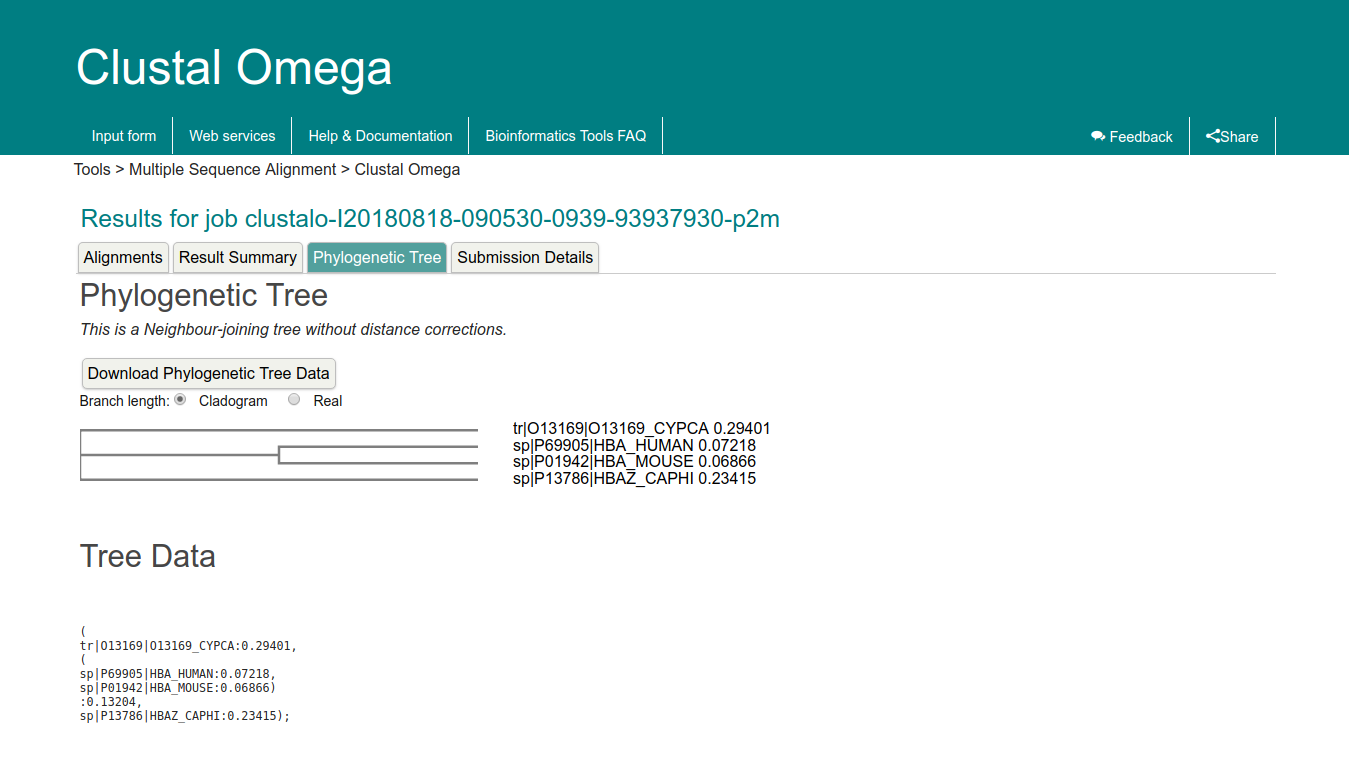 Clustal Omega
Input form Web services Help & Documentation Bioinformatics Tools FAQ Feedback Share
Tools > Multiple Sequence Alignment > Clustal Omega
Results for job clustalo-I20180818-090530-0939-93937930-p2m
Alignments Result Summary Phylogenetic Tree Submission Details
Phylogenetic Tree
This is a Neighbour-joining tree without distance corrections.
Download Phylogenetic Tree Data
Branch length: Cladogram Real
tr|O13169|O13169_CYPCA 0.29401
sp|P69905|HBA_HUMAN 0.07218
sp|P01942|HBA_MOUSE 0.06866
sp|P13786|HBAZ_CAPHI 0.23415
Tree Data
(
tr|O13169|O13169_CYPCA:0.29401,
(
sp|P69905|HBA_HUMAN:0.07218,
sp|P01942|HBA_MOUSE:0.06866)
:0.13204,
sp|P13786|HBAZ_CAPHI:0.23415);